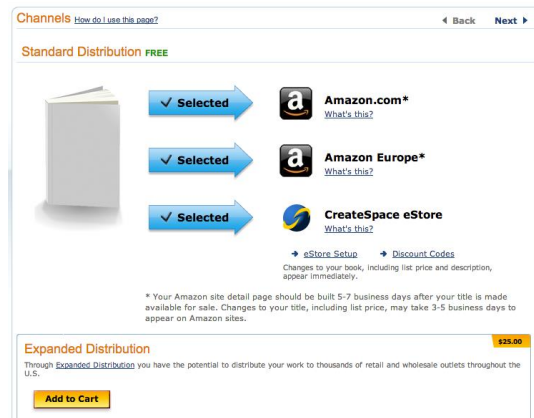 Channels How do I use this page?
Back Next
Standard Distribution FREE
Selected
Amazon.com*
What's this?
Selected
Amazon Europe*
What's this?
Selected
CreateSpace eStore
What's this?
eStore Setup Discount Codes
Changes to your book, including list price and description,
appear immediately.
* Your Amazon site detail page should be built 5-7 business days after your title is made
available for sale. Changes to your title, including list price, may take 3-5 business days to
appear on Amazon sites.
$25.00
Expanded Distribution
Through Expanded Distribution you have the potential to distribute your work to thousands of retail and wholesale outlets throughout the
U.S.
Add to Cart